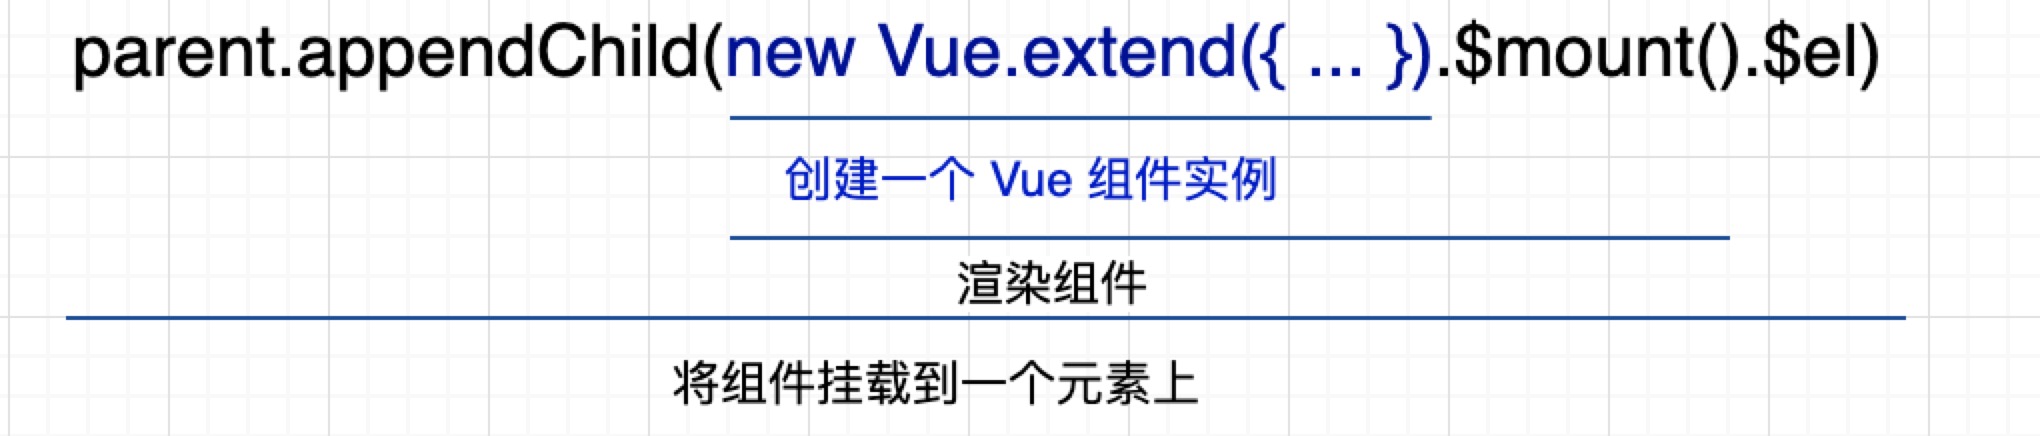 parent.appendChild(new Vue.extend({ ... }).$mount().$el)
创建一个 Vue 组件实例
渲染组件
将组件挂载到一个元素上